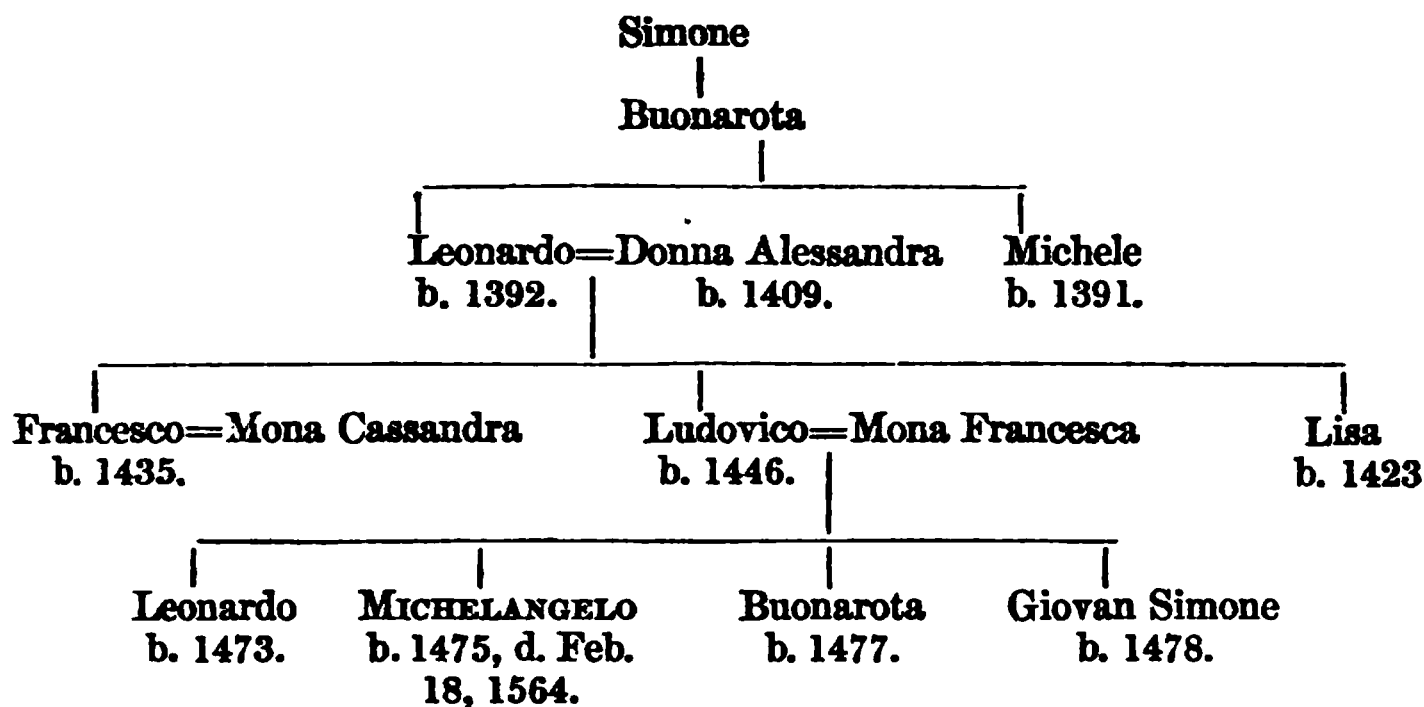 Simone
Buonarota
Leonardo=Donna Alessandra Michele
b. 1392. b. 1409. b. 1391.
Francesco=Mona Cassandra Ludovico=Mona Francesca Lisa
b. 1435. b. 1446. b. 1423
Leonardo MICHELANGELO Buonarota Giovan Simone
b. 1473. b. 1475, d. Feb. b. 1477. b. 1478.
18, 1564.